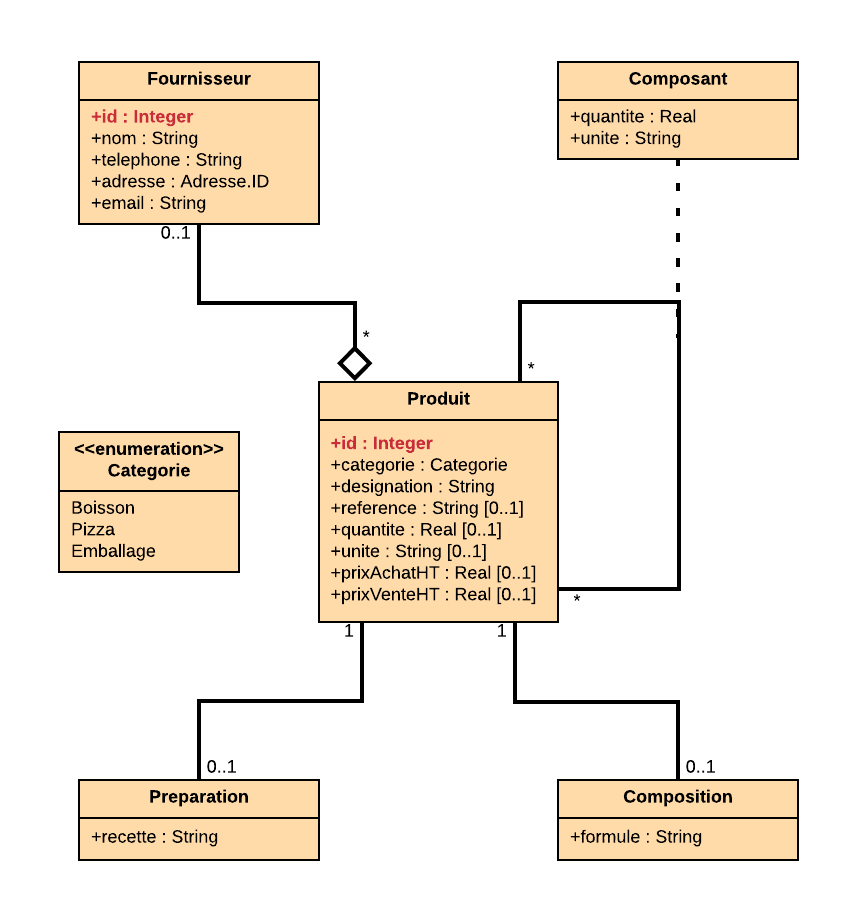 Fournisseur
+id : Integer
+nom : String
+telephone : String
+adresse : Adresse.ID
+email : String
0..1
*
Composant
+quantite : Real
+unite : String
*
<<enumeration>>
Categorie
Boisson
Pizza
Emballage
Produit
+id : Integer
+categorie : Categorie
+designation : String
+reference : String [0..1]
+quantite : Real [0..1]
+unite : String [0..1]
+prixAchatHT : Real [0..1]
+prixVenteHT : Real [0..1]
*
1
1
0..1
0..1
Preparation
+recette : String
Composition
+formule : String